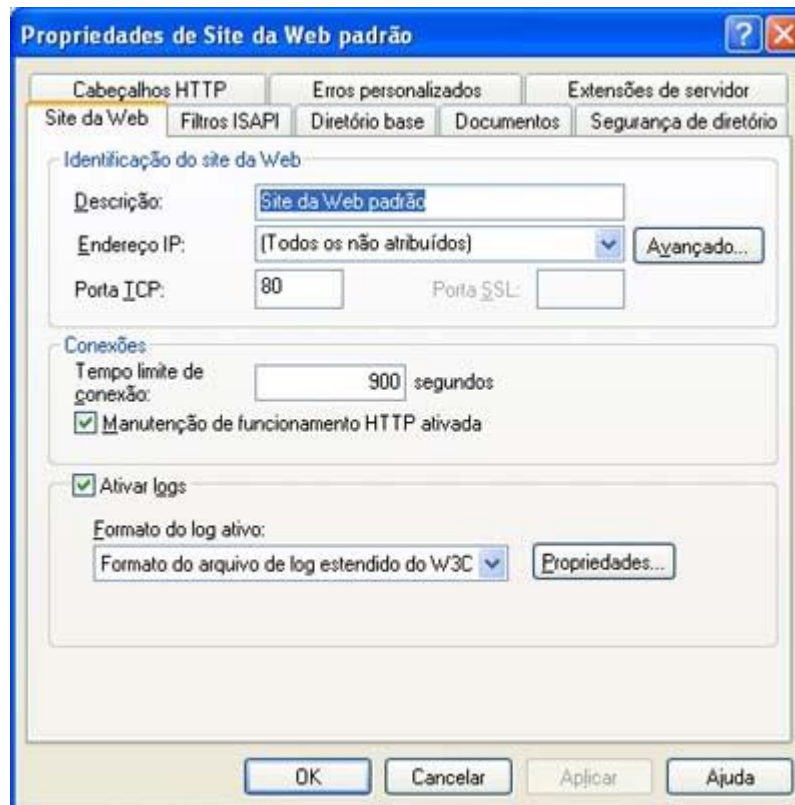 Propriedades de Site da Web padrão
Cabeçalhos HTTP Erros personalizados Extensões de servidor
Site da Web Filtros ISAPI Diretório base Documentos Segurança de diretório
Identificação do site da Web
Descrição: Site da Web padrão
Endereço IP: (Todos os não atribuídos) Avançado...
Porta TCP: 80 Porta SSL:
Conexões
Tempo limite de
conexão: 900 segundos
Manutenção de funcionamento HTTP ativada
Ativar logs
Formato do log ativo:
Formato do arquivo de log estendido do W3C Propriedades...
OK Cancelar Aplicar Ajuda